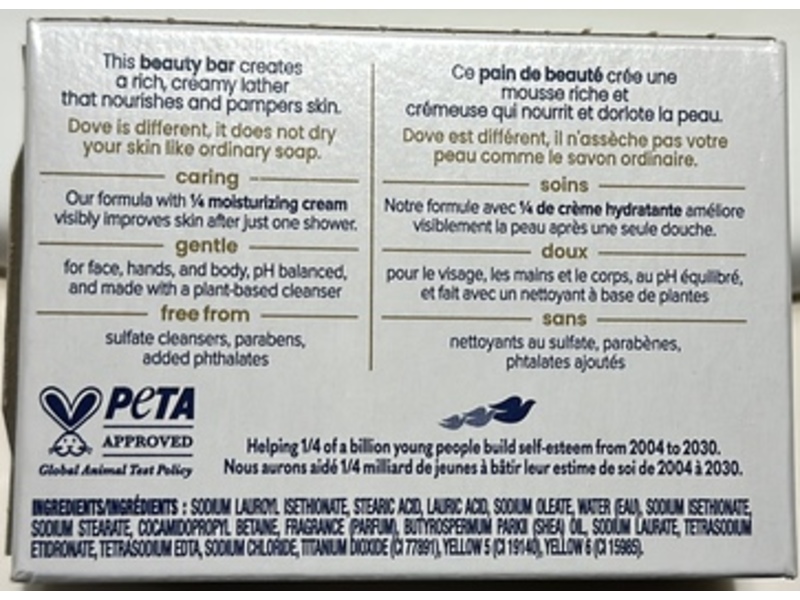 This beauty bar creates
a rich, creamy lather
that nourishes and pampers skin.
Dove is different, it does not dry
your skin like ordinary soap.
caring
Our formula with ¼ moisturizing cream
visibly improves skin after just one shower.
gentle
for face, hands, and body, pH balanced,
and made with a plant-based cleanser
free from
sulfate cleansers, parabens,
added phthalates
Ce pain de beauté crée une
mousse riche et
crémeuse qui nourrit et dorlote la peau.
Dove est différent, il n'assèche pas votre
peau comme le savon ordinaire.
soins
Notre formule avec ¼ de crème hydratante améliore
visiblement la peau après une seule douche.
doux
pour le visage, les mains et le corps, au pH équilibré,
et fait avec un nettoyant à base de plantes
sans
nettoyants au sulfate, parabènes,
phtalates ajoutés
PETA
APPROVED
Global Animal Test Policy
Helping 1/4 of a billion young people build self-esteem from 2004 to 2030.
Nous aurons aidé 1/4 milliard de jeunes à bâtir leur estime de soi de 2004 à 2030.
INGREDIENTS/INGRÉDIENTS : SODIUM LAUROYL ISETHIONATE, STEARIC ACID, LAURIC ACID, SODIUM OLEATE, WATER (EAU), SODIUM ISETHIONATE,
SODIUM STEARATE, COCAMIDOPROPYL BETAINE, FRAGRANCE (PARFUM), BUTYROSPERMUM PARKII (SHEA) OIL, SODIUM LAURATE, TETRASODIUM
ETIDRONATE, TETRASODIUM EDTA, SODIUM CHLORIDE, TITANIUM DIOXIDE (CI 77891), YELLOW 5 (CI 19140), YELLOW 6 (CI 15985).